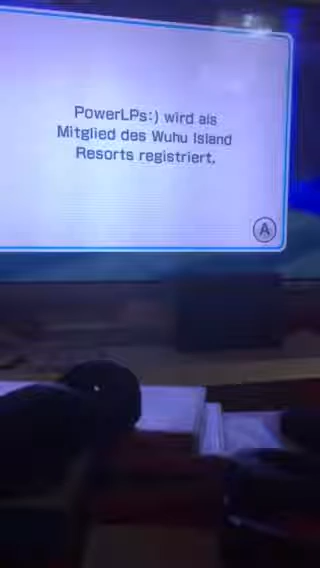 PowerLPs:) wird als
Mitglied des Wuhu Island
Resorts registriert.
A